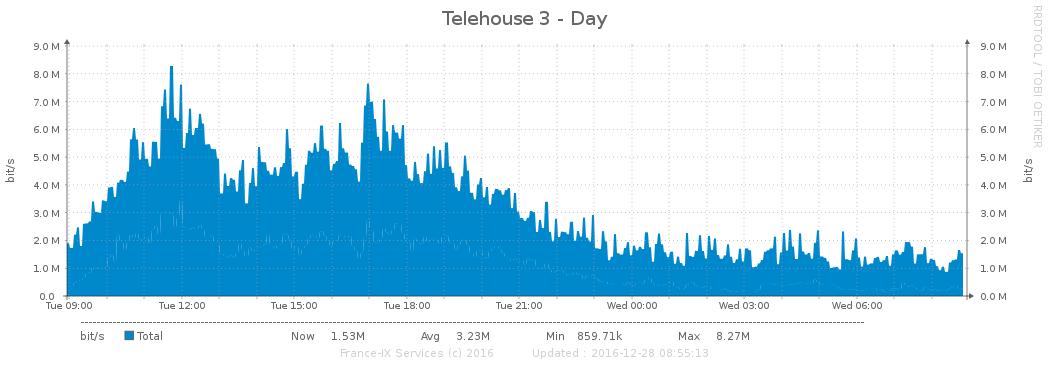 Telehouse 3 - Day
RRDTOOL / TOBI OETIKER
9.0 M 9.0 M
8.0 M 8.0 M
7.0 M 7.0 M
6.0 M 6.0 M
5.0 M 5.0 M
4.0 M 4.0 M
3.0 M 3.0 M
2.0 M 2.0 M
1.0 M 1.0 M
0.0 0.0 M
bit/s
bit/s
Tue 09:00 Tue 12:00 Tue 15:00 Tue 18:00 Tue 21:00 Wed 00:00 Wed 03:00 Wed 06:00
bit/s Total Now 1.53M Avg 3.23M Min 859.71k Max 8.27M
France-IX Services (c) 2016 Updated : 2016-12-28 08:55:13